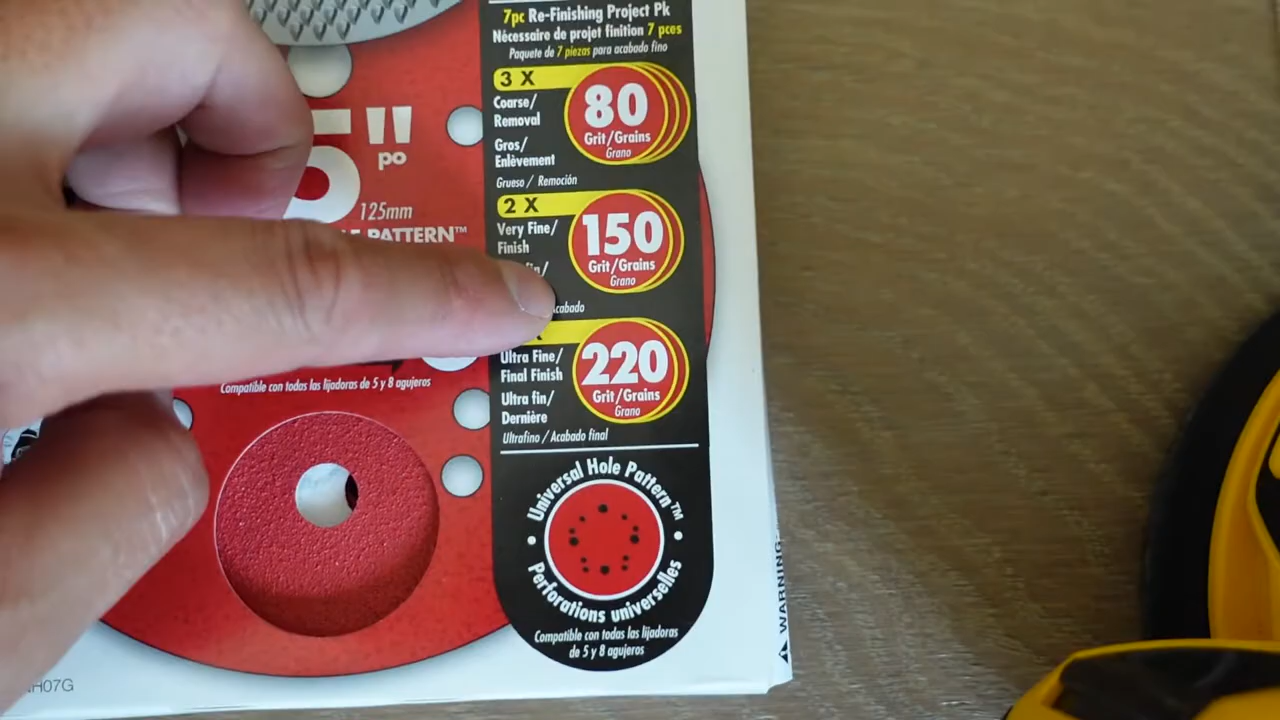 7pc Re-Finishing Project Pk
Nécessaire de projet finition 7 pces
Paquete de 7 piezas para acabado fino
3 X
80
Grit/Grains
Grano
Coarse/
Removal
Gros/
Enlèvement
Grueso / Remoción
2 X
150
Grit/Grains
Grano
Very Fine/
Finish
Acabado
220
Grit/Grains
Grano
Ultra Fine/
Final Finish
Ultra fin/
Dernière
Ultrafino / Acabado final
Universal Hole Pattern™
Perforations universelles
Compatible con todas las lijadoras
de 5 y 8 agujeros
5"
po
125mm
PATTERN™
Compatible con todas las lijadoras de 5 y 8 agujeros
H07G
WARNING